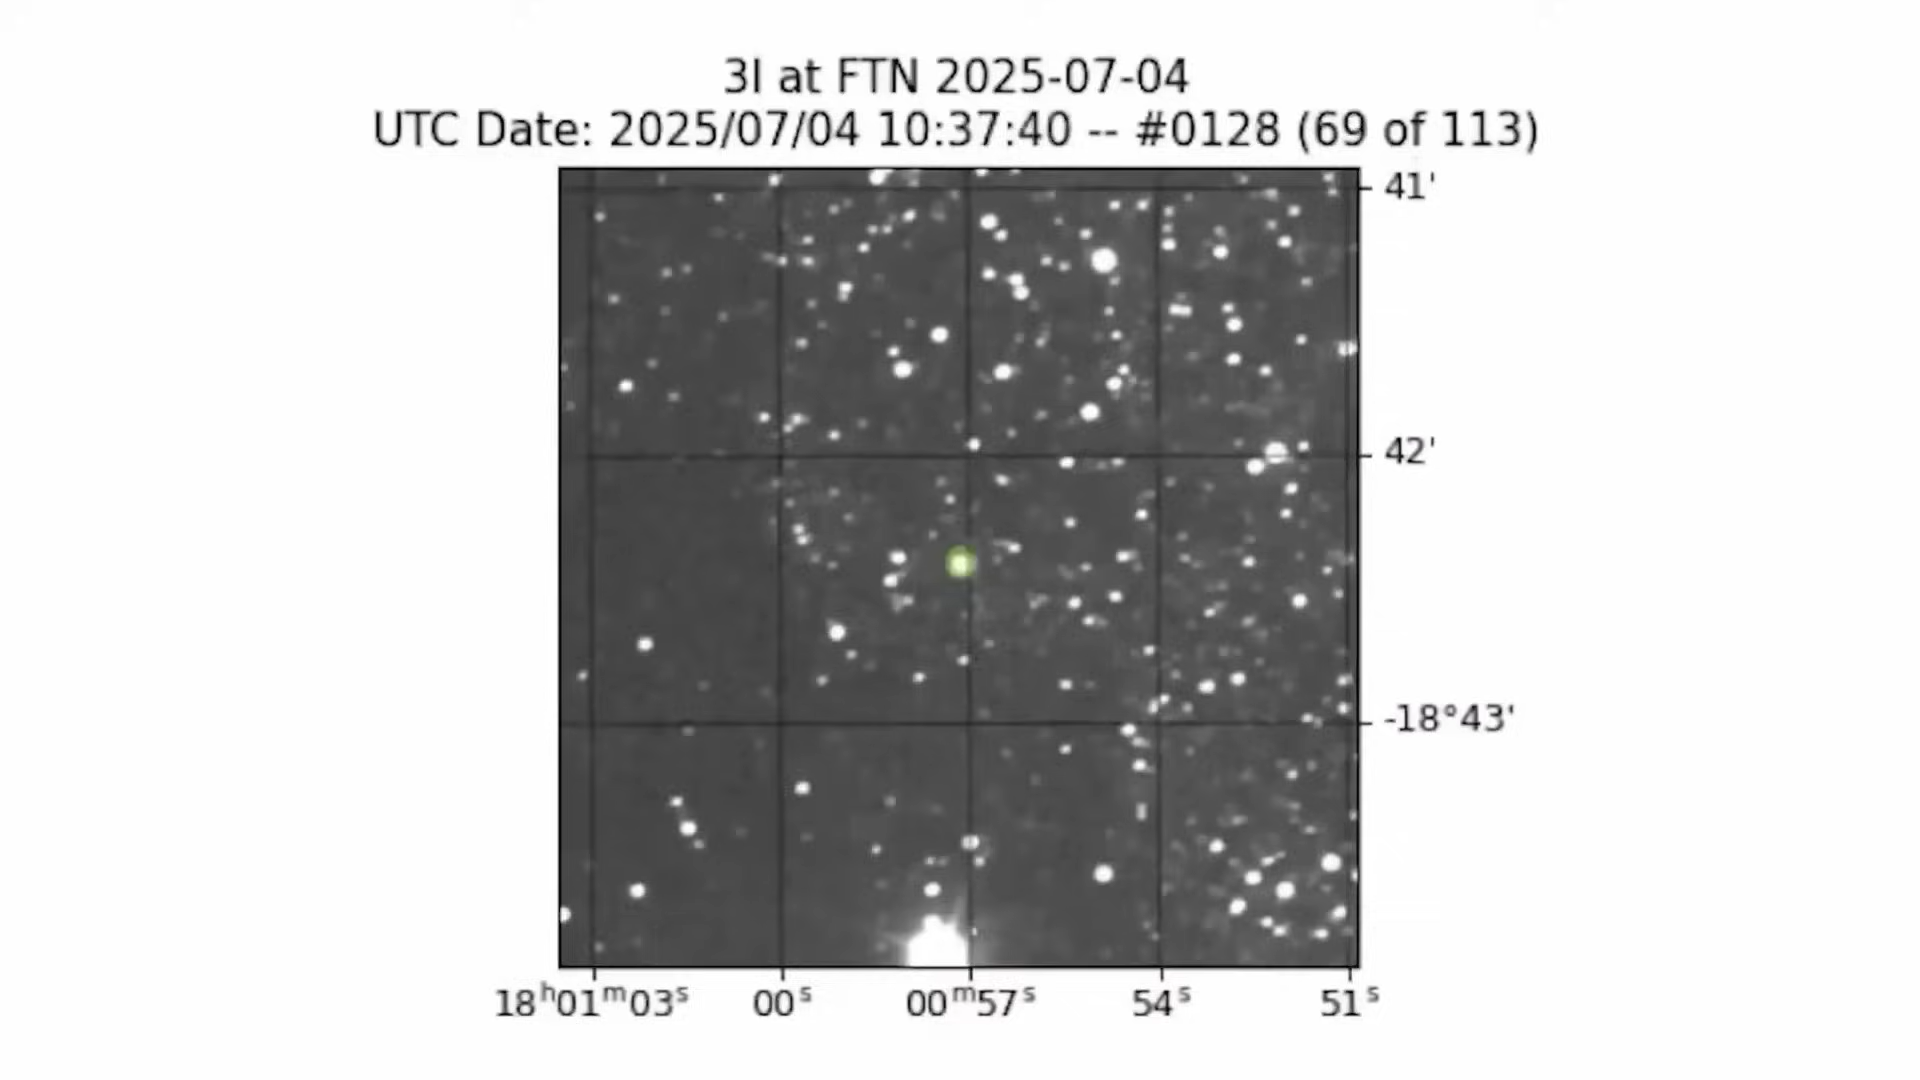 3I at FTN 2025-07-04
UTC Date: 2025/07/04 10:37:40 -- #0128 (69 of 113)
41'
42'
-18°43'
18ʰ01ᵐ03ˢ 00ˢ 00ᵐ57ˢ 54ˢ 51ˢ